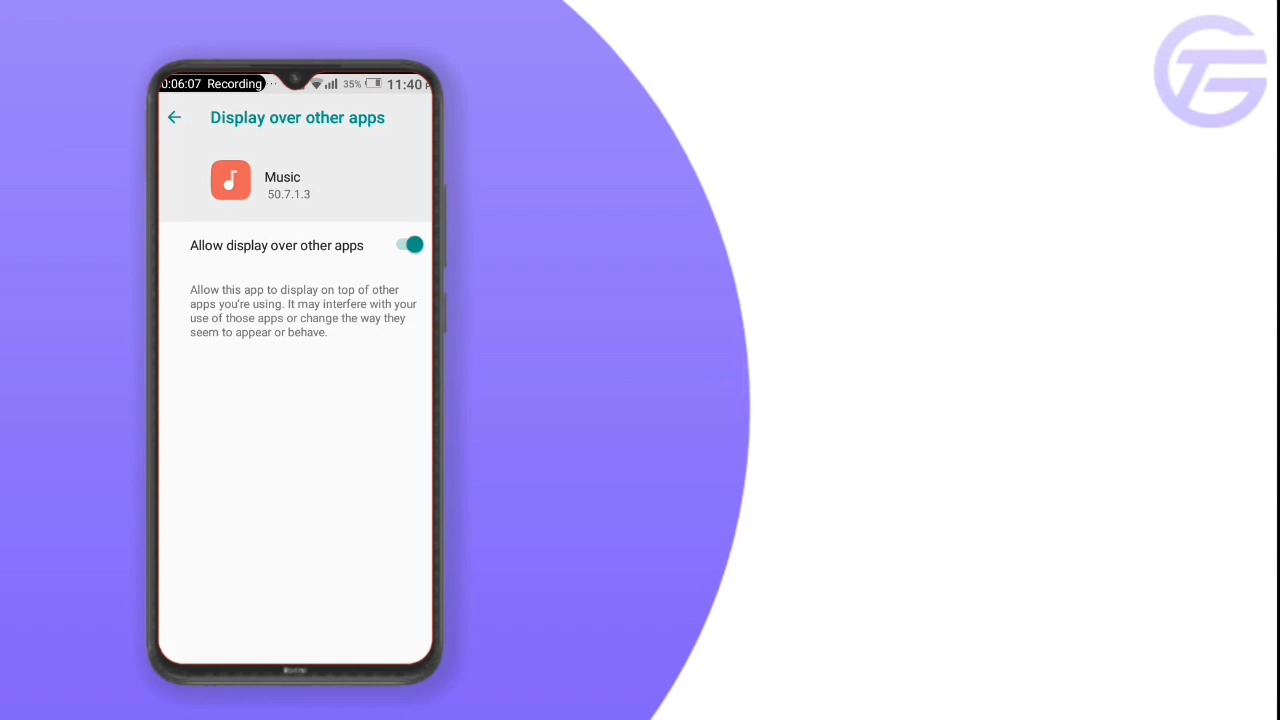 0:06:07 Recording ... 35% 11:40
Display over other apps
Music
50.7.1.3
Allow display over other apps
Allow this app to display on top of other
apps you're using. It may interfere with your
use of those apps or change the way they
seem to appear or behave.